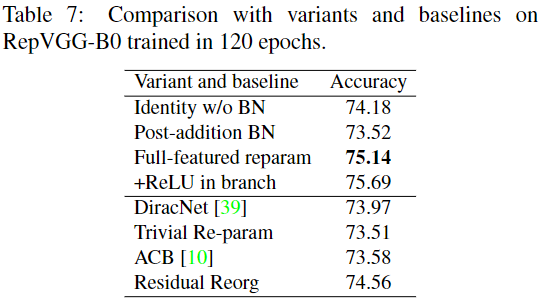 Table 7: Comparison with variants and baselines on
RepVGG-B0 trained in 120 epochs.
Variant and baseline Accuracy
Identity w/o BN 74.18
Post-addition BN 73.52
Full-featured reparam 75.14
+ReLU in branch 75.69
DiracNet [39] 73.97
Trivial Re-param 73.51
ACB [10] 73.58
Residual Reorg 74.56